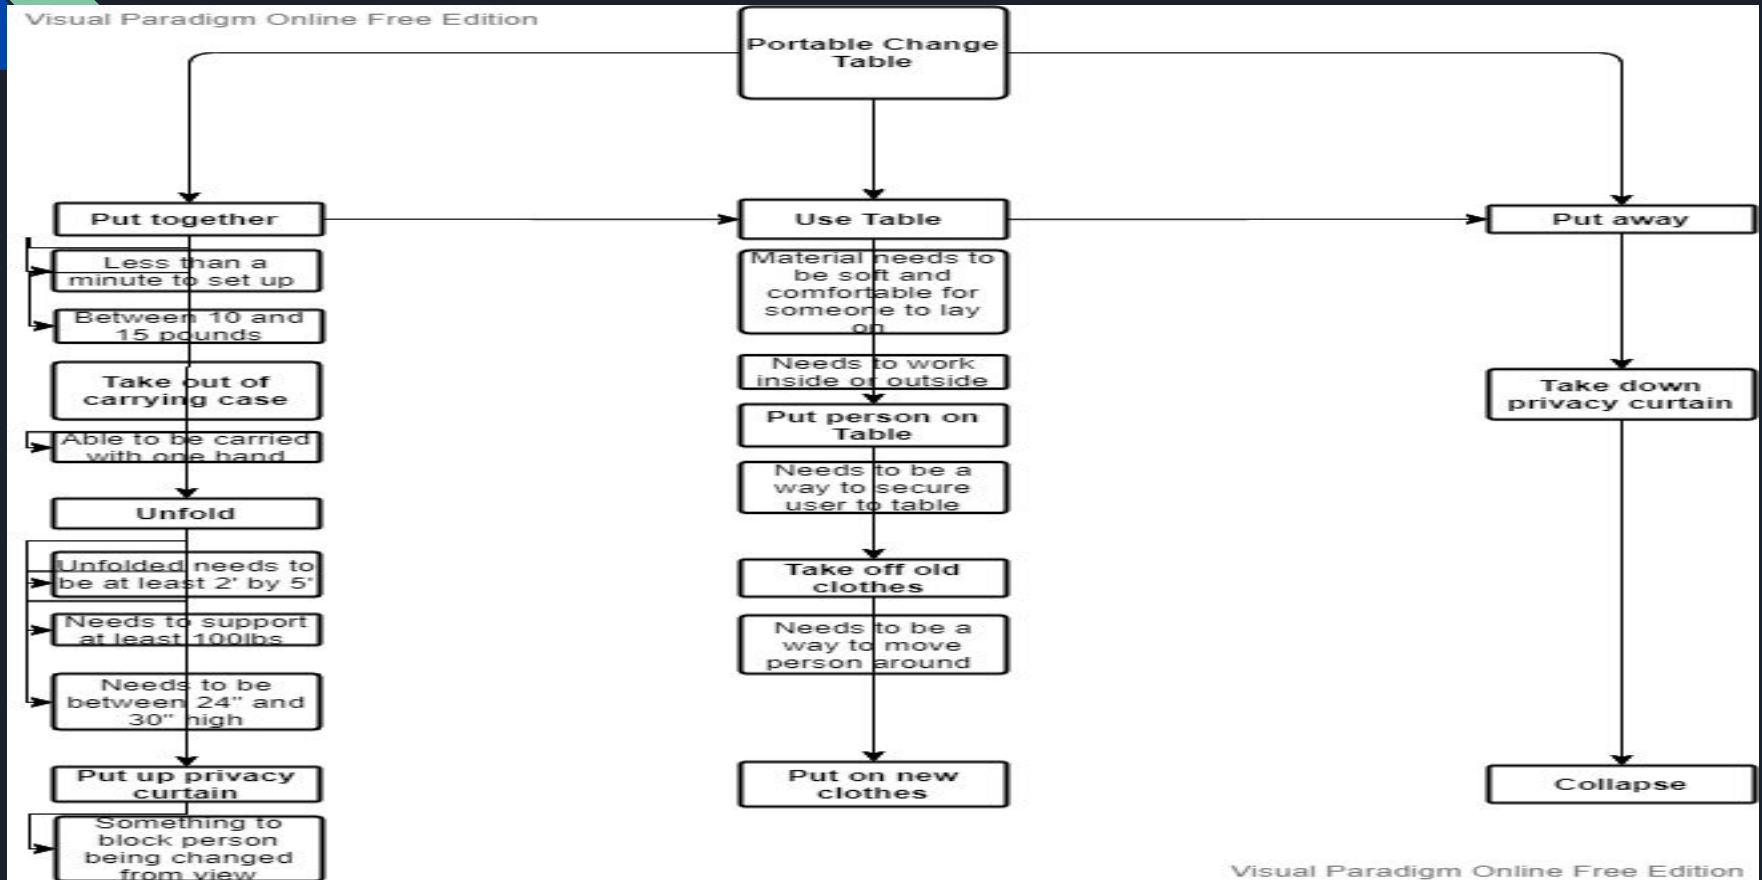 Visual Paradigm Online Free Edition
Portable Change
Table
Put together
Less than a
minute to set up
Between 10 and
15 pounds
Take out of
carrying case
Able to be carried
with one hand
Unfold
Unfolded needs to
be at least 2' by 5'
Needs to support
at least 100lbs
Needs to be
between 24" and
30" high
Put up privacy
curtain
Something to
block person
being changed
from view
Use Table
Material needs to
be soft and
comfortable for
someone to lay
on
Needs to work
inside or outside
Put person on
Table
Needs to be a
way to secure
user to table
Take off old
clothes
Needs to be a
way to move
person around
Put on new
clothes
Put away
Take down
privacy curtain
Collapse
Visual Paradigm Online Free Edition